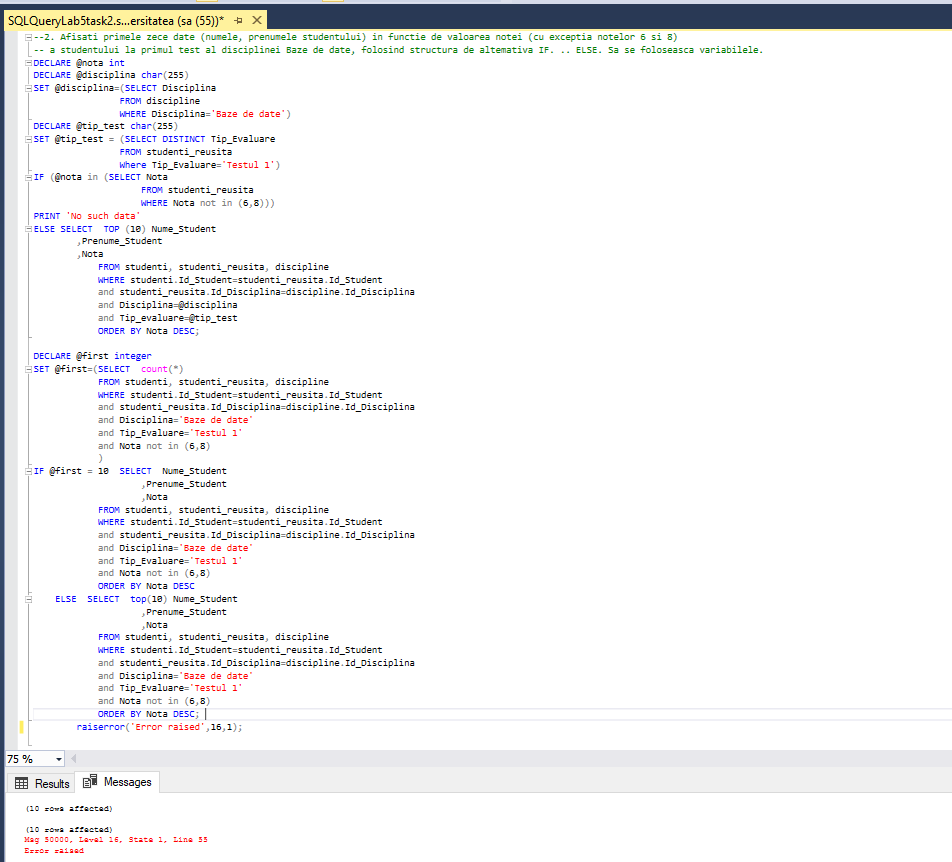 SQLQueryLab5task2.s...ersitatea (sa (55))*
--2. Afisati primele zece date (numele, prenumele studentului) in functie de valoarea notei (cu exceptia notelor 6 si 8)
-- a studentului la primul test al disciplinei Baze de date, folosind structura de altemativa IF. .. ELSE. Sa se foloseasca variabilele.
DECLARE @nota int
DECLARE @disciplina char(255)
SET @disciplina=(SELECT Disciplina
FROM discipline
WHERE Disciplina='Baze de date')
DECLARE @tip_test char(255)
SET @tip_test = (SELECT DISTINCT Tip_Evaluare
FROM studenti_reusita
Where Tip_Evaluare='Testul 1')
IF (@nota in (SELECT Nota
FROM studenti_reusita
WHERE Nota not in (6,8)))
PRINT 'No such data'
ELSE SELECT TOP (10) Nume_Student
,Prenume_Student
,Nota
FROM studenti, studenti_reusita, discipline
WHERE studenti.Id_Student=studenti_reusita.Id_Student
and studenti_reusita.Id_Disciplina=discipline.Id_Disciplina
and Disciplina=@disciplina
and Tip_evaluare=@tip_test
ORDER BY Nota DESC;
DECLARE @first integer
SET @first=(SELECT count(*)
FROM studenti, studenti_reusita, discipline
WHERE studenti.Id_Student=studenti_reusita.Id_Student
and studenti_reusita.Id_Disciplina=discipline.Id_Disciplina
and Disciplina='Baze de date'
and Tip_Evaluare='Testul 1'
and Nota not in (6,8)
)
IF @first = 10 SELECT Nume_Student
,Prenume_Student
,Nota
FROM studenti, studenti_reusita, discipline
WHERE studenti.Id_Student=studenti_reusita.Id_Student
and studenti_reusita.Id_Disciplina=discipline.Id_Disciplina
and Disciplina='Baze de date'
and Tip_Evaluare='Testul 1'
and Nota not in (6,8)
ORDER BY Nota DESC
ELSE SELECT top(10) Nume_Student
,Prenume_Student
,Nota
FROM studenti, studenti_reusita, discipline
WHERE studenti.Id_Student=studenti_reusita.Id_Student
and studenti_reusita.Id_Disciplina=discipline.Id_Disciplina
and Disciplina='Baze de date'
and Tip_Evaluare='Testul 1'
and Nota not in (6,8)
ORDER BY Nota DESC;
raiserror('Error raised',16,1);
75 %
Results Messages
(10 rows affected)
(10 rows affected)
Msg 50000, Level 16, State 1, Line 55
Error raised